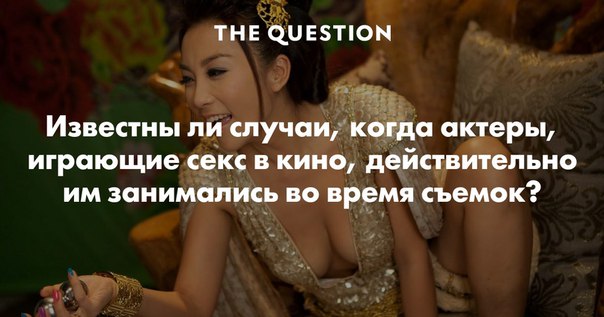 THE QUESTION
Известны ли случаи, когда актеры,
играющие секс в кино, действительно
им занимались во время съемок?